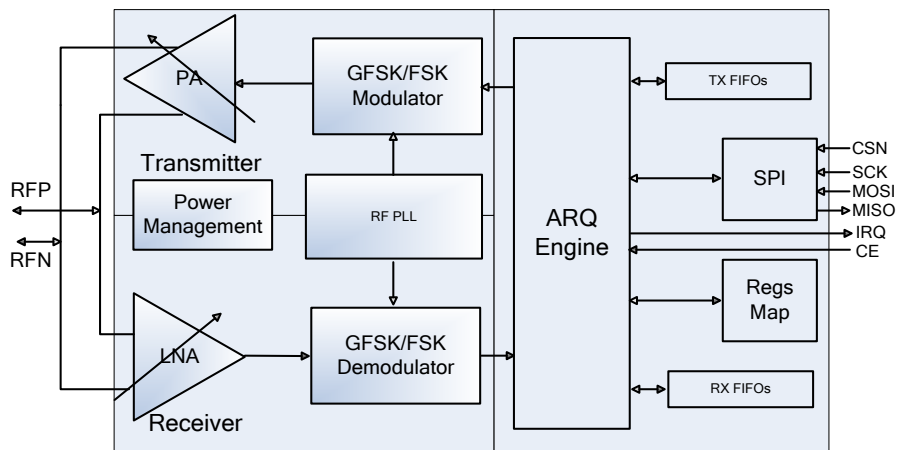 PA
GFSK/FSK
Modulator
TX FIFOs
Transmitter
RFP
RFN
Power
Management
RF PLL
ARQ
Engine
SPI
CSN
SCK
MOSI
MISO
IRQ
CE
Regs
Map
LNA
GFSK/FSK
Demodulator
RX FIFOs
Receiver